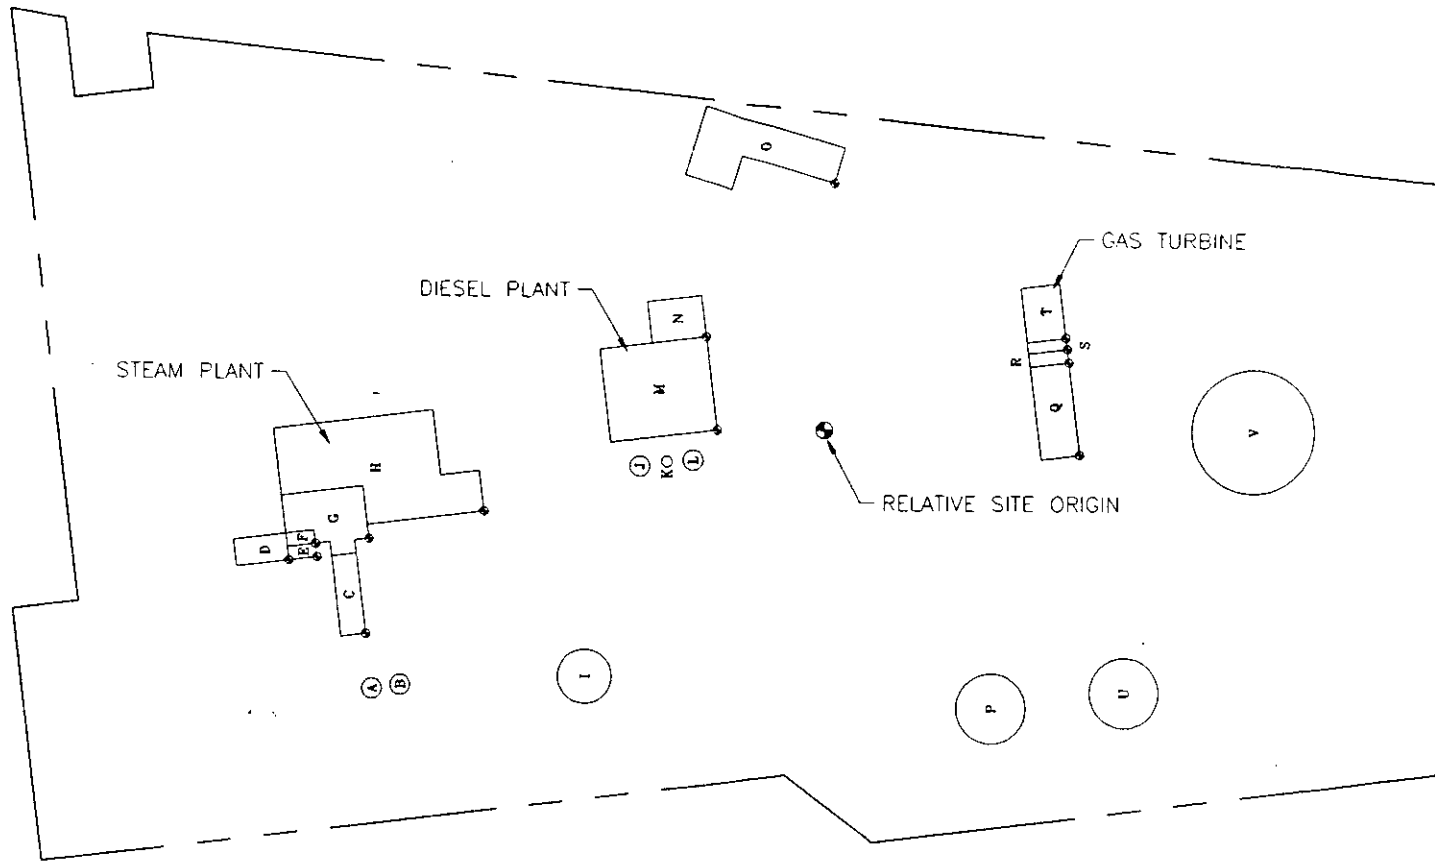 O
GAS TURBINE
DIESEL PLANT
N
T
S
R
STEAM PLANT
M
Q
V
H
J
K
L
RELATIVE SITE ORIGIN
G
D
E
F
C
A
B
I
P
U